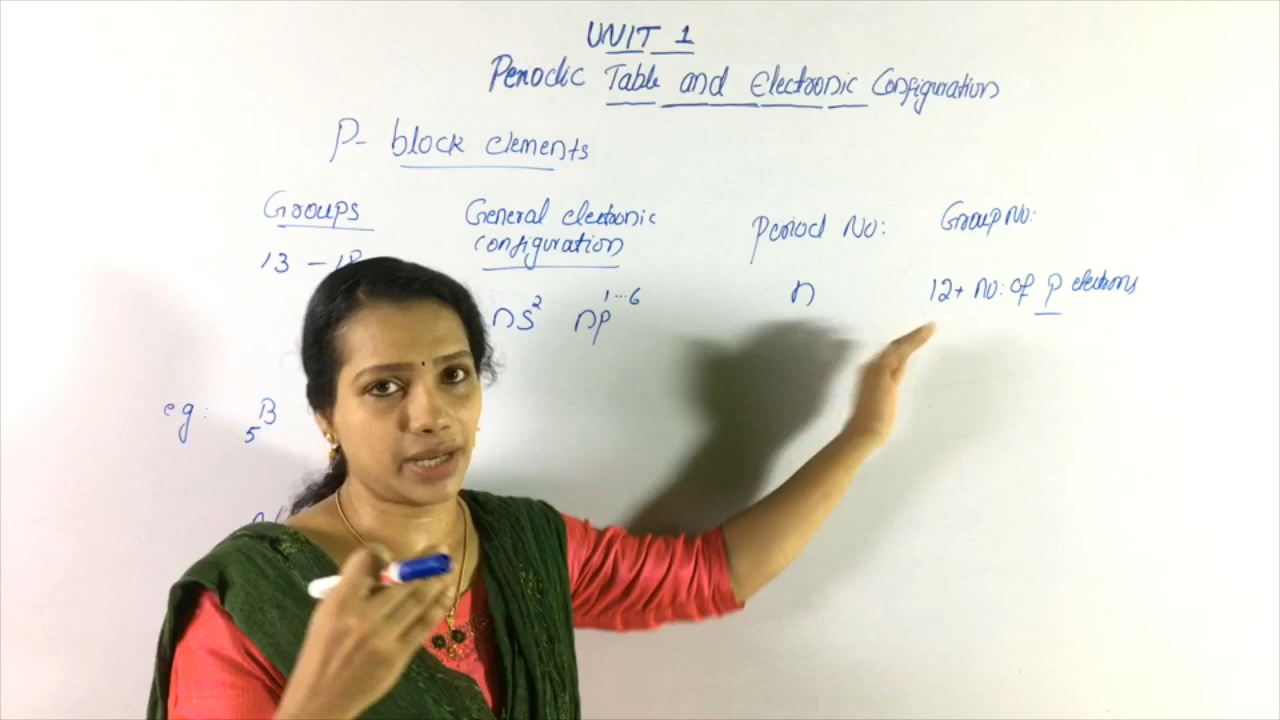 UNIT 1
Periodic Table and Electronic Configuration
P- block elements
Groups
General electronic configuration
Period No:
Group No:
13 - 18
ns² np¹···⁶
n
12+ no: of p electrons
eg: ₅B